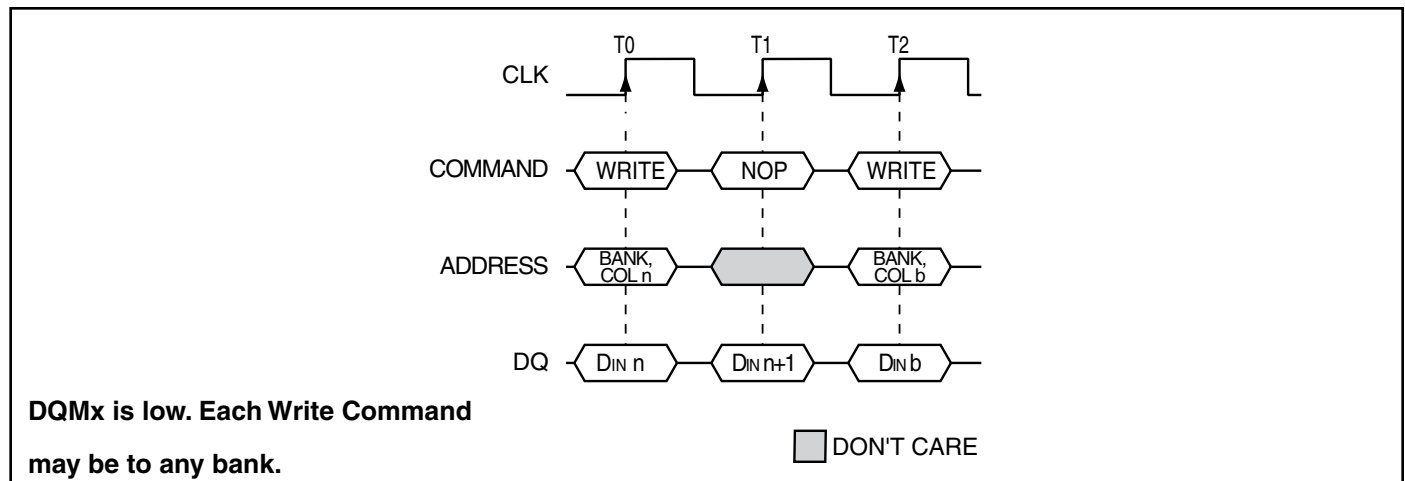 T0 T1 T2
CLK
COMMAND WRITE NOP WRITE
ADDRESS BANK, COL n BANK, COL b
DQ DIN n DIN n+1 DIN b
DQMx is low. Each Write Command
may be to any bank.
DON'T CARE